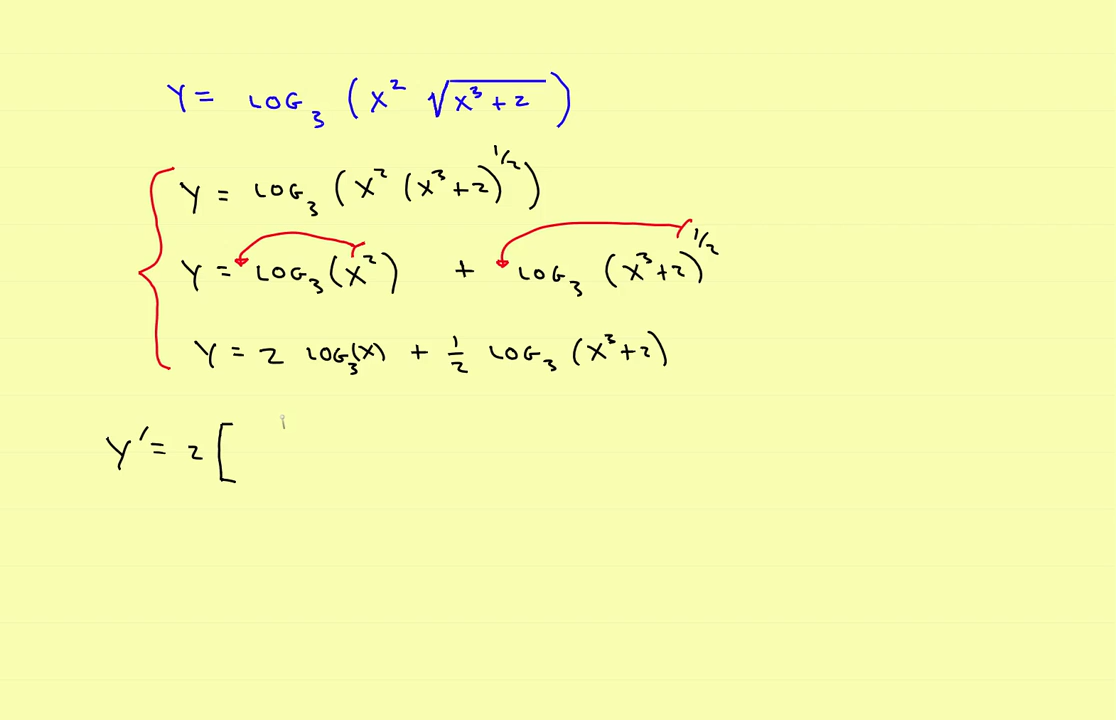 Y = LOG₃ (X² √(X³+2))
Y = LOG₃ (X² (X³+2)^1/2)
Y = LOG₃(X²) + LOG₃ (X³+2)^1/2
Y = 2 LOG₃(X) + 1/2 LOG₃ (X³+2)
Y' = 2 [